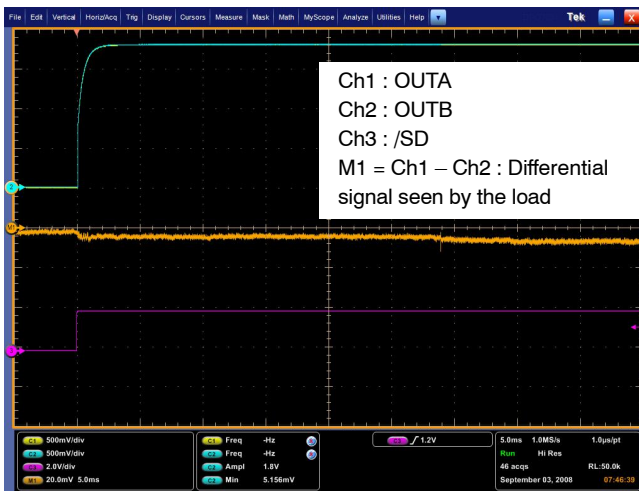 File Edit Vertical Horiz/Acq Trig Display Cursors Measure Mask Math MyScope Analyze Utilities Help Tek X
Ch1 : OUTA
Ch2 : OUTB
Ch3 : /SD
M1 = Ch1 – Ch2 : Differential
signal seen by the load
2
M1
3
C1 500mV/div
C2 500mV/div
C3 2.0V/div
M1 20.0mV 5.0ms
C1 Freq -Hz
C2 Freq -Hz
C2 Ampl 1.8V
C2 Min 5.156mV
C3 1.2V
5.0ms 1.0MS/s 1.0µs/pt
Run Hi Res
46 acqs RL:50.0k
September 03, 2008 07:46:39